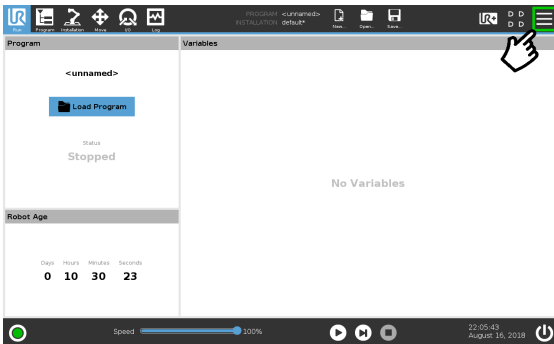 UR
Run
Program
Installation
Move
I/O
Log
PROGRAM <unnamed>
INSTALLATION default*
New...
Open...
Save...
UR+
D D
D D
Program
Variables
<unnamed>
Load Program
Status
Stopped
No Variables
Robot Age
Days Hours Minutes Seconds
0 10 30 23
Speed 100%
22:05:43
August 16, 2018